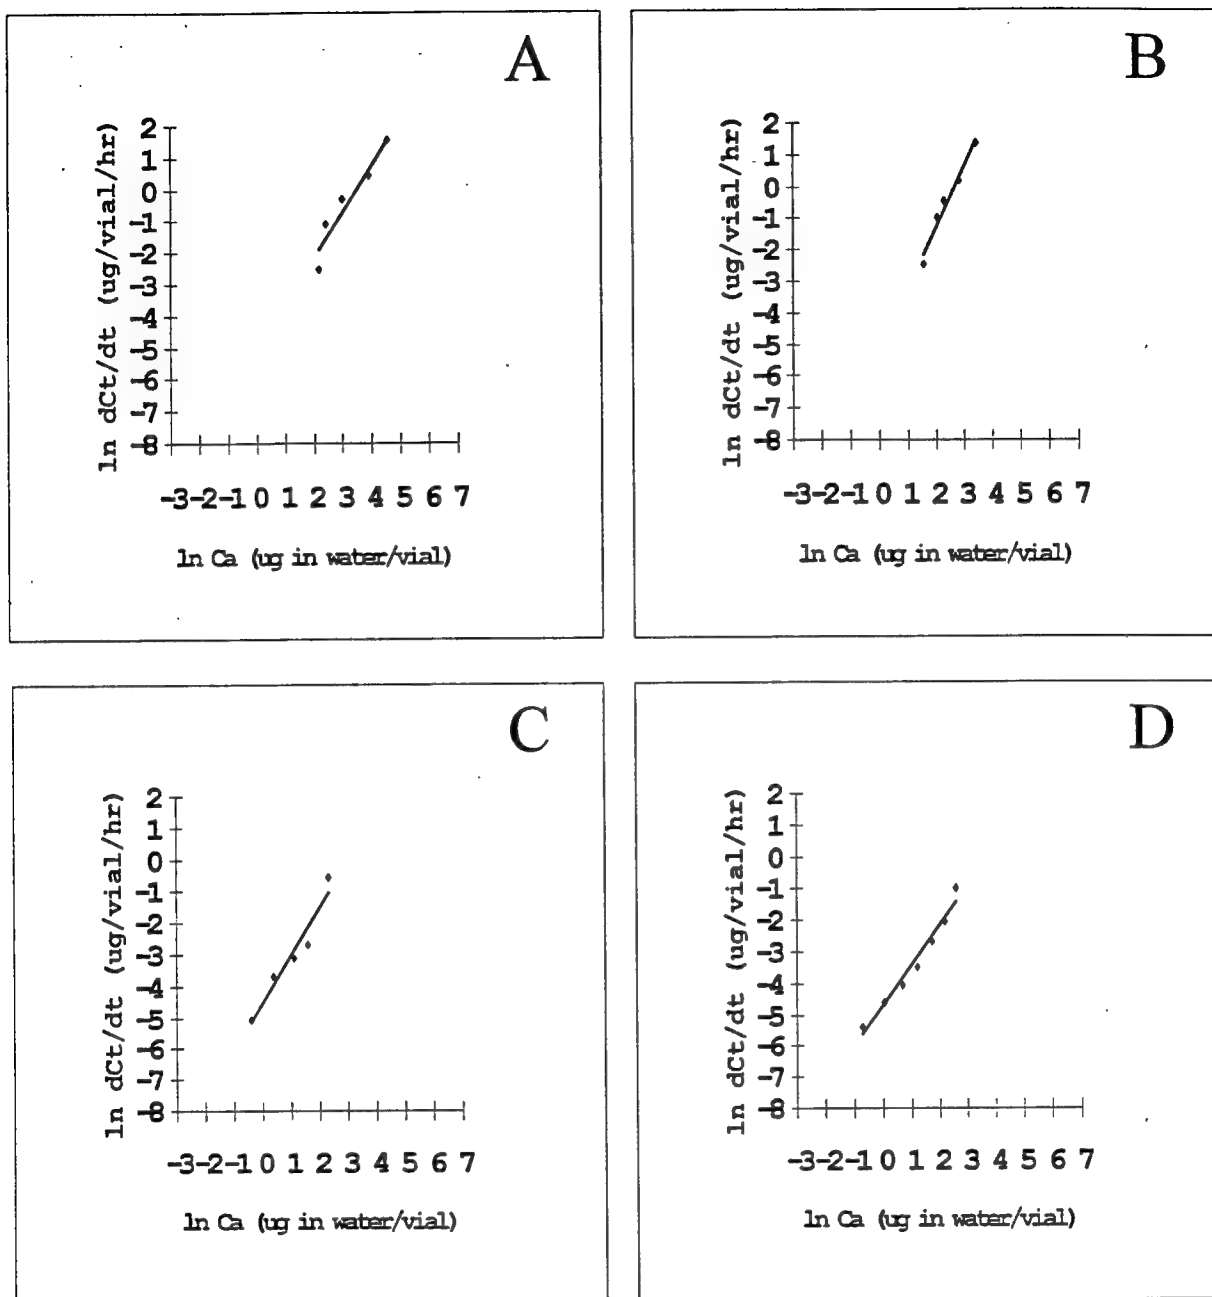 A
ln dCt/dt (ug/vial/hr)
2
1
0
-1
-2
-3
-4
-5
-6
-7
-8
-3-2-1 0 1 2 3 4 5 6 7
ln Ca (ug in water/vial)
B
ln dCt/dt (ug/vial/hr)
2
1
0
-1
-2
-3
-4
-5
-6
-7
-8
-3-2-1 0 1 2 3 4 5 6 7
ln Ca (ug in water/vial)
C
ln dCt/dt (ug/vial/hr)
2
1
0
-1
-2
-3
-4
-5
-6
-7
-8
-3-2-1 0 1 2 3 4 5 6 7
ln Ca (ug in water/vial)
D
ln dCt/dt (ug/vial/hr)
2
1
0
-1
-2
-3
-4
-5
-6
-7
-8
-3-2-1 0 1 2 3 4 5 6 7
ln Ca (ug in water/vial)